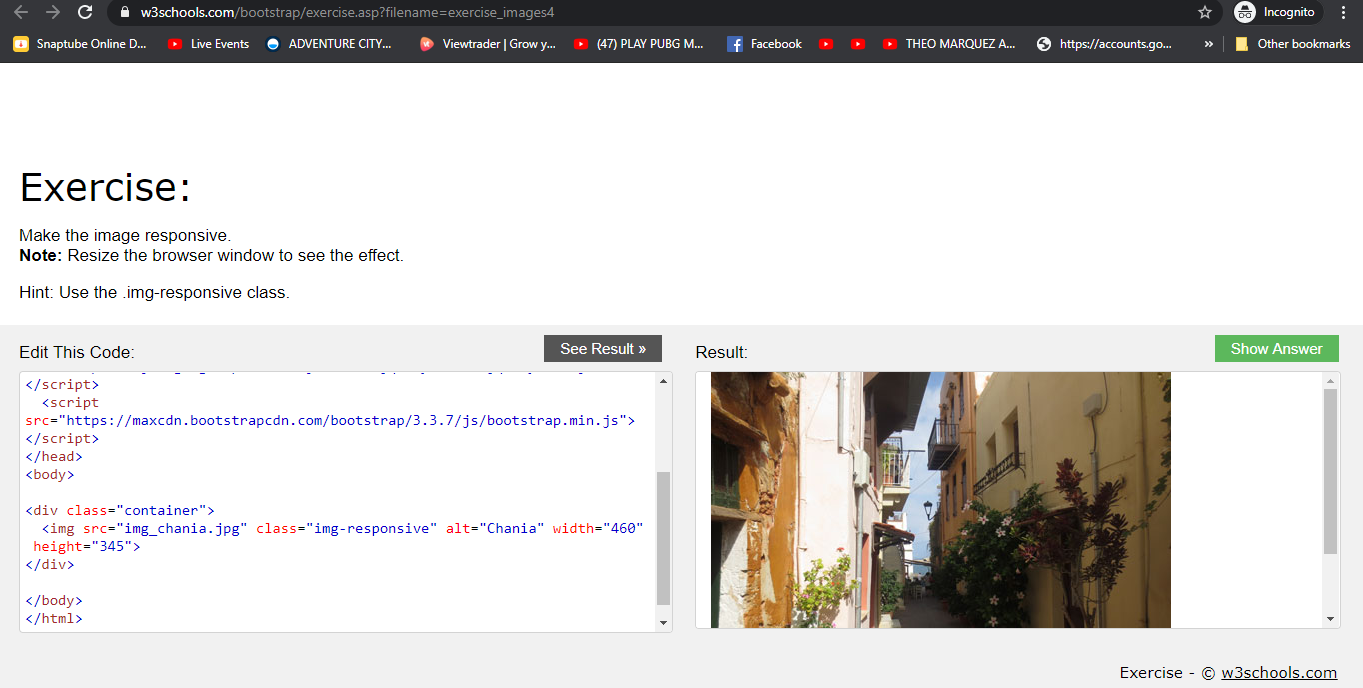 w3schools.com/bootstrap/exercise.asp?filename=exercise_images4
Incognito
Snaptube Online D...
Live Events
ADVENTURE CITY...
Viewtrader | Grow y...
(47) PLAY PUBG M...
Facebook
THEO MARQUEZ A...
https://accounts.go...
»
Other bookmarks
Exercise:
Make the image responsive.
Note: Resize the browser window to see the effect.
Hint: Use the .img-responsive class.
Edit This Code:
See Result »
</script>
<script
src="https://maxcdn.bootstrapcdn.com/bootstrap/3.3.7/js/bootstrap.min.js">
</script>
</head>
<body>
<div class="container">
<img src="img_chania.jpg" class="img-responsive" alt="Chania" width="460"
height="345">
</div>
</body>
</html>
Result:
Show Answer
Exercise - © w3schools.com